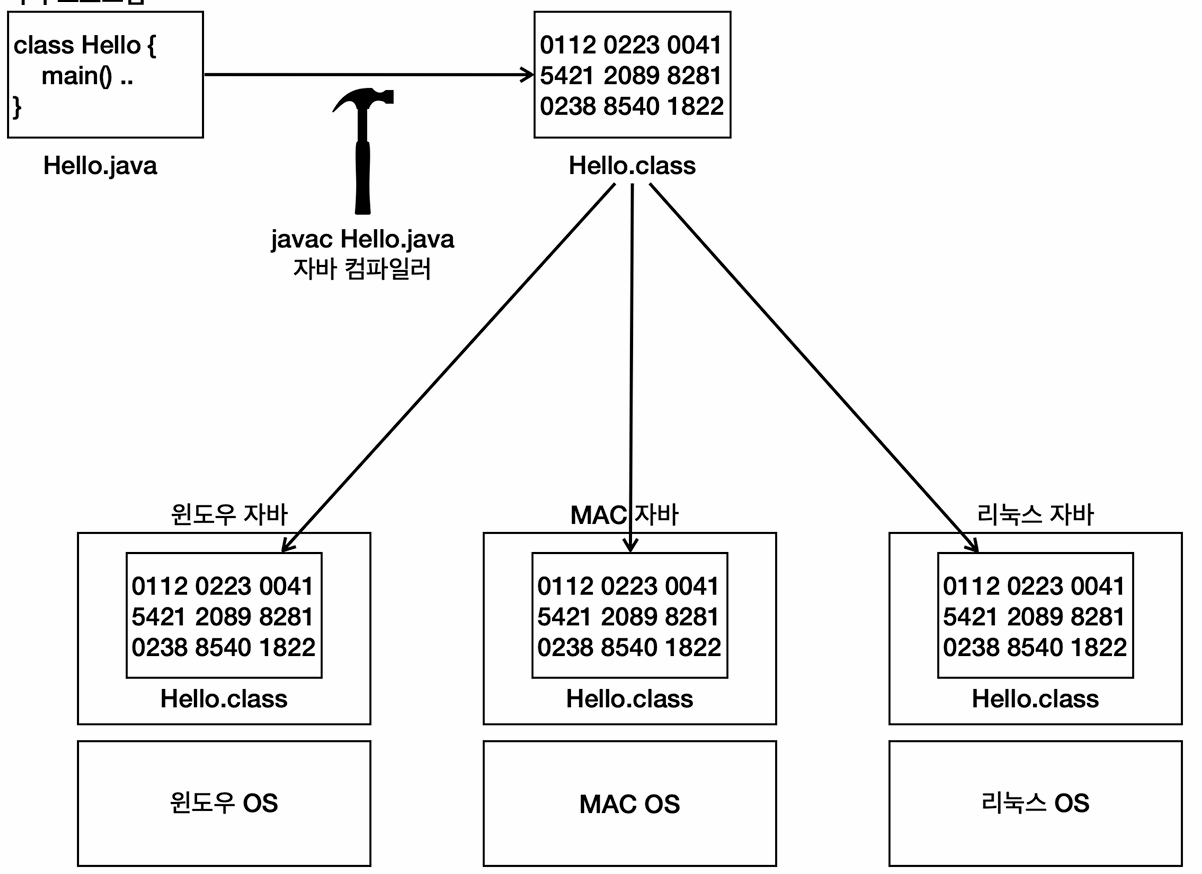 class Hello {
main() ..
}
Hello.java
javac Hello.java
자바 컴파일러
0112 0223 0041
5421 2089 8281
0238 8540 1822
Hello.class
윈도우 자바
0112 0223 0041
5421 2089 8281
0238 8540 1822
Hello.class
윈도우 OS
MAC 자바
0112 0223 0041
5421 2089 8281
0238 8540 1822
Hello.class
MAC OS
리눅스 자바
0112 0223 0041
5421 2089 8281
0238 8540 1822
Hello.class
리눅스 OS